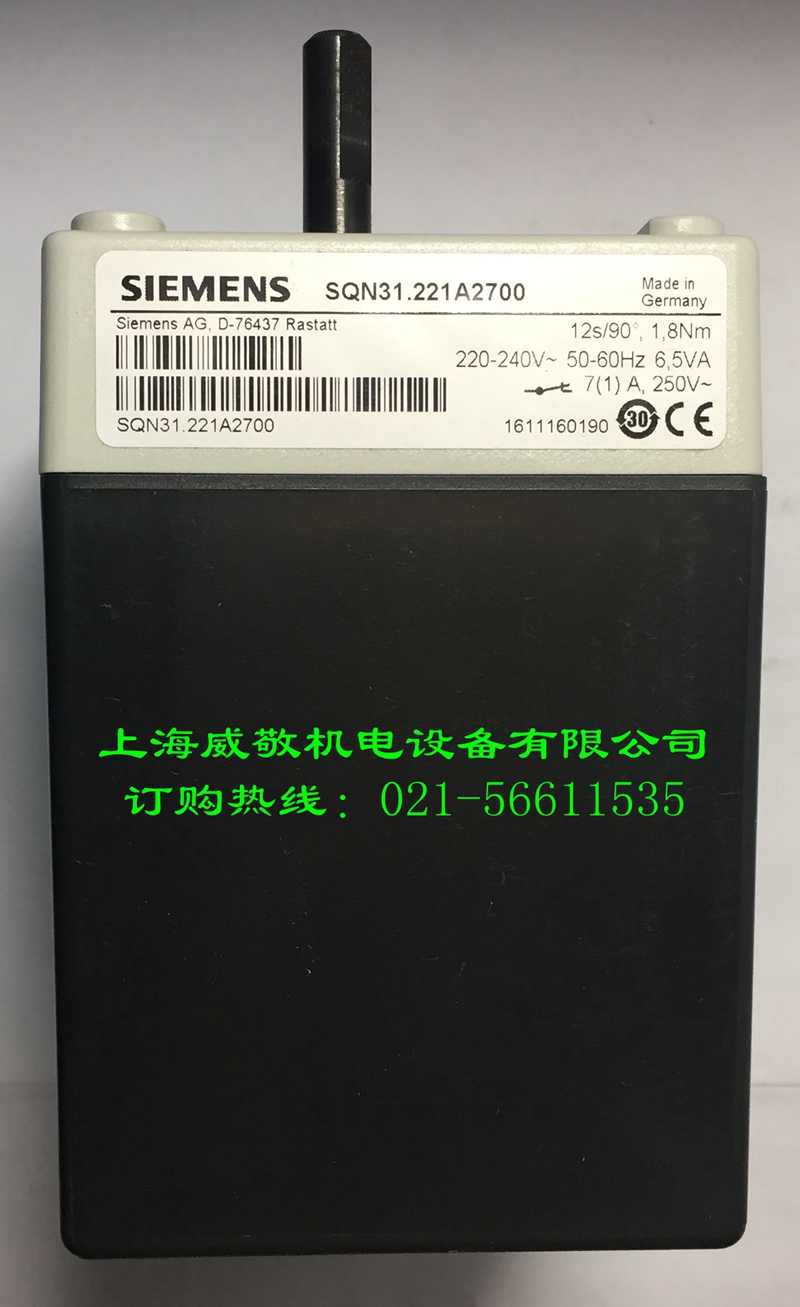 SIEMENS SQN31.221A2700 Made in Germany
Siemens AG, D-76437 Rastatt
12s/90°, 1,8Nm
220-240V~ 50-60Hz 6,5VA
7(1) A, 250V~
SQN31.221A2700
1611160190 30 CE
上海威敬机电设备有限公司
订购热线：021-56611535